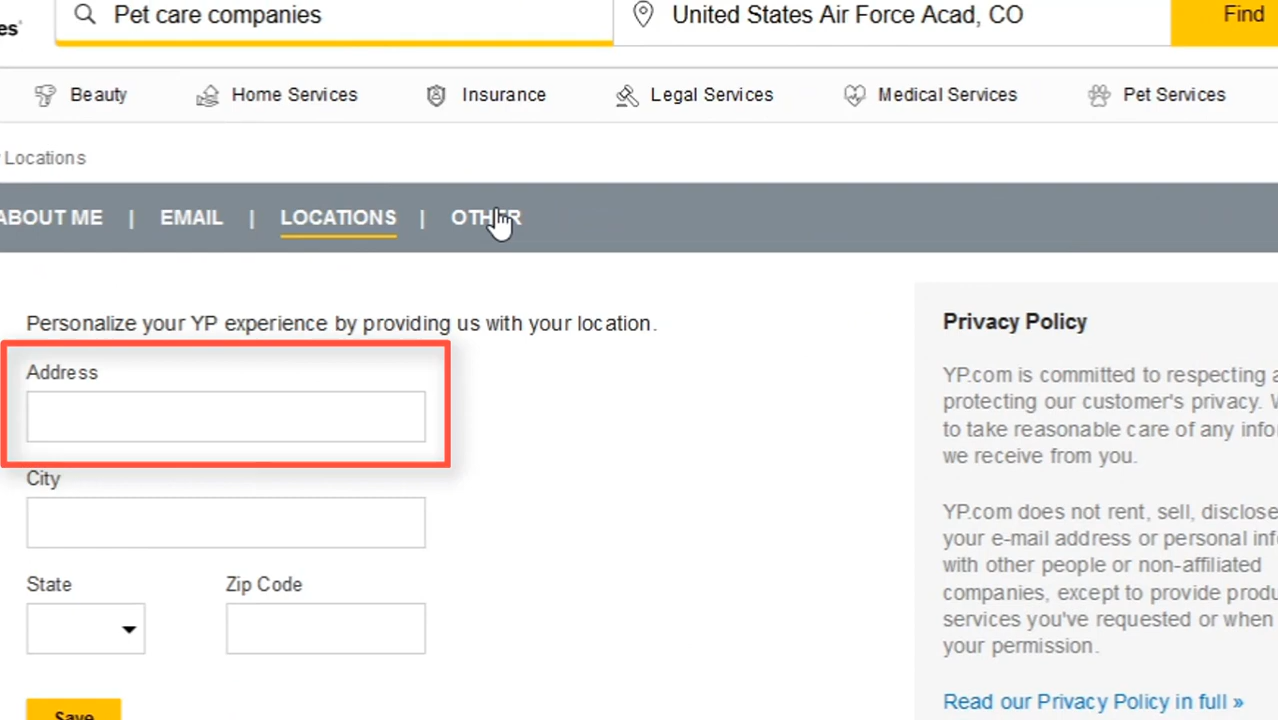 es
Pet care companies
United States Air Force Acad, CO
Find
Beauty
Home Services
Insurance
Legal Services
Medical Services
Pet Services
Locations
ABOUT ME | EMAIL | LOCATIONS | OTHER
Personalize your YP experience by providing us with your location.
Address
City
State
Zip Code
Save
Privacy Policy
YP.com is committed to respecting a
protecting our customer's privacy. W
to take reasonable care of any infor
we receive from you.
YP.com does not rent, sell, disclose
your e-mail address or personal inf
with other people or non-affiliated
companies, except to provide produ
services you've requested or when
your permission.
Read our Privacy Policy in full »